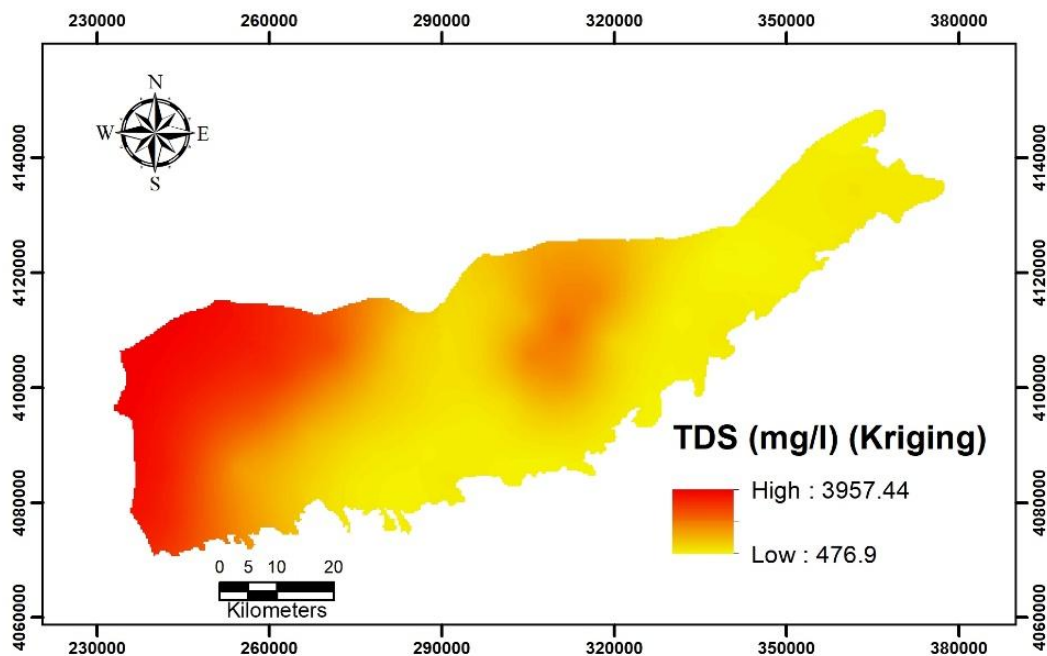 230000 260000 290000 320000 350000 380000
N
W E
S
4140000 4140000
4120000 4120000
4100000 4100000
4080000 4080000
4060000 4060000
TDS (mg/l) (Kriging)
High : 3957.44
Low : 476.9
0 5 10 20
Kilometers
230000 260000 290000 320000 350000 380000